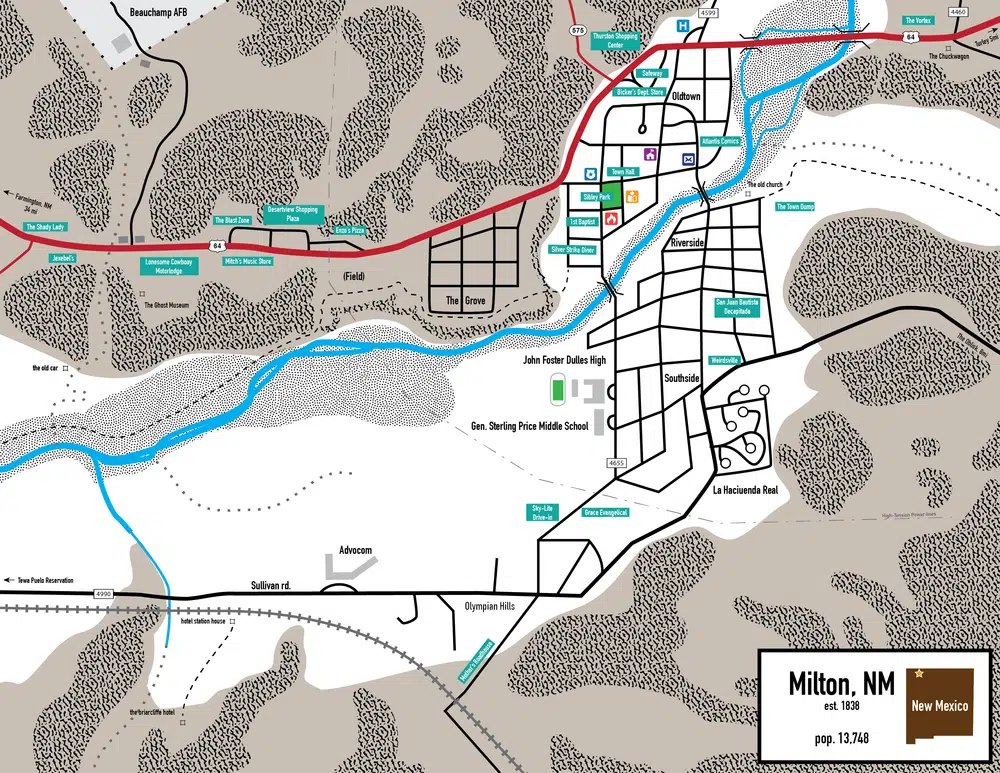 Beauchamp AFB
575
Thurston Shopping
Center
H
4599
The Vortex
4460
64
Torley 5mi
The Chuckwagon
Safeway
Bicker's Dept. Store
Oldtown
Atlantis Comics
Town Hall
Sibley Park
1st Baptist
Silver Strike Diner
The old church
The Town Dump
Farmington, NM
34 mi
The Shady Lady
Jezebel's
The Blast Zone
Desertview Shopping
Plaza
Enzo's Pizza
64
Lonesome Cowboay
Motorlodge
Mitch's Music Store
(Field)
The Ghost Museum
The Grove
Riverside
San Juan Bautista
Decapitado
the old car
John Foster Dulles High
Weirdsville
Southside
Gen. Sterling Price Middle School
4655
La Haciuenda Real
Sky-Lite
Drive-in
Grace Evangelical
High-Tension Power lines
Advocom
Tewa Puelo Reservation
4990
Sullivan rd.
Olympian Hills
hotel station house
the briarcliffe hotel
Milton, NM
est. 1838
pop. 13,748
New Mexico